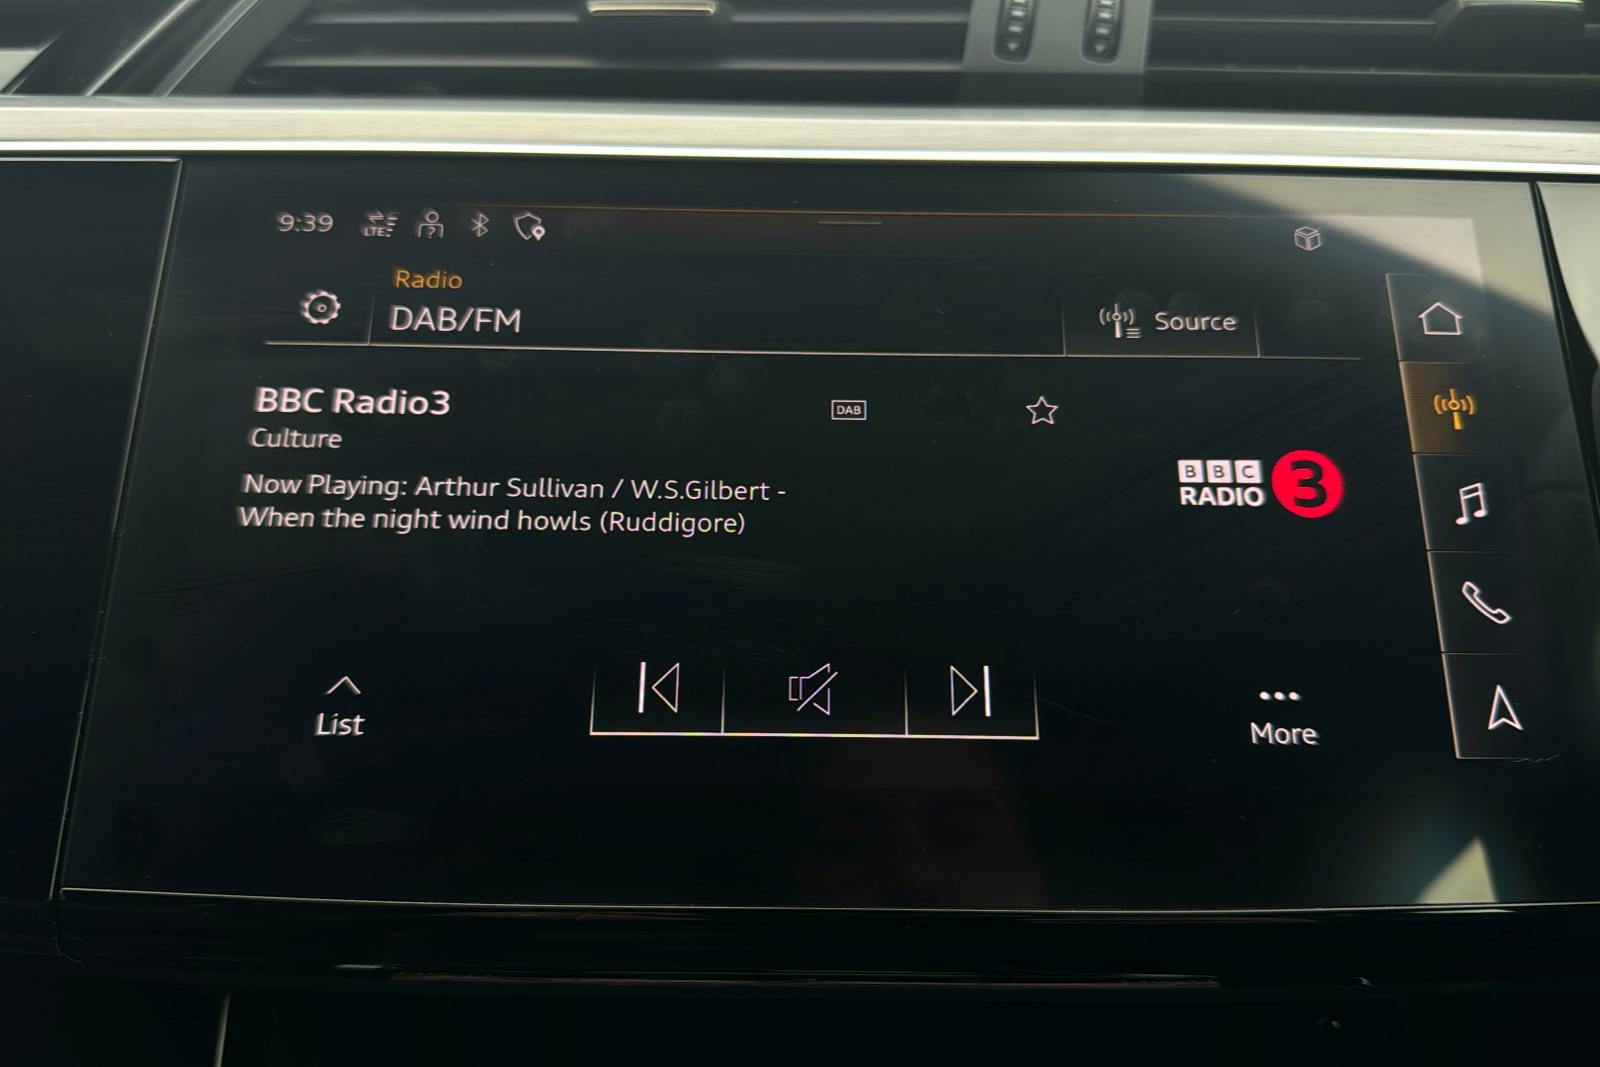 9:39 LTE
Radio
DAB/FM
Source
BBC Radio3
DAB
Culture
Now Playing: Arthur Sullivan / W.S.Gilbert -
When the night wind howls (Ruddigore)
BBC
RADIO 3
List
More